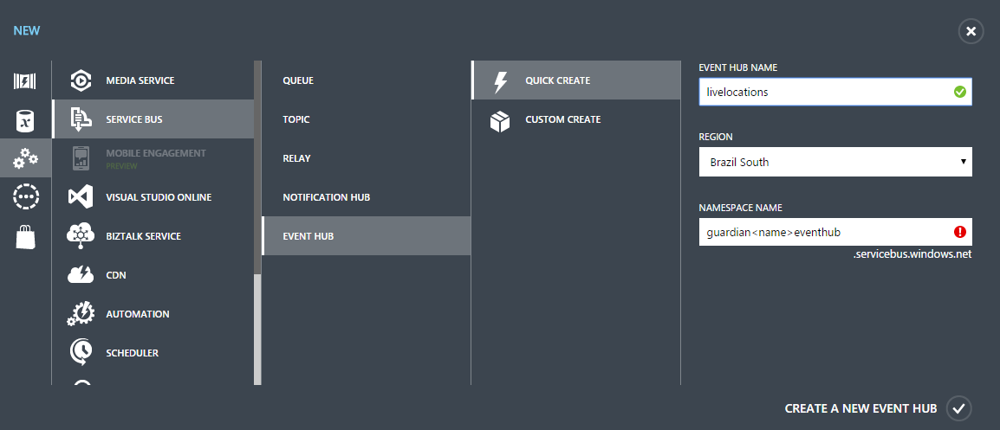 NEW
MEDIA SERVICE
SERVICE BUS
MOBILE ENGAGEMENT
PREVIEW
VISUAL STUDIO ONLINE
BIZTALK SERVICE
CDN
AUTOMATION
SCHEDULER
QUEUE
TOPIC
RELAY
NOTIFICATION HUB
EVENT HUB
QUICK CREATE
CUSTOM CREATE
EVENT HUB NAME
livelocations
REGION
Brazil South
NAMESPACE NAME
guardian<name>eventhub
.servicebus.windows.net
CREATE A NEW EVENT HUB